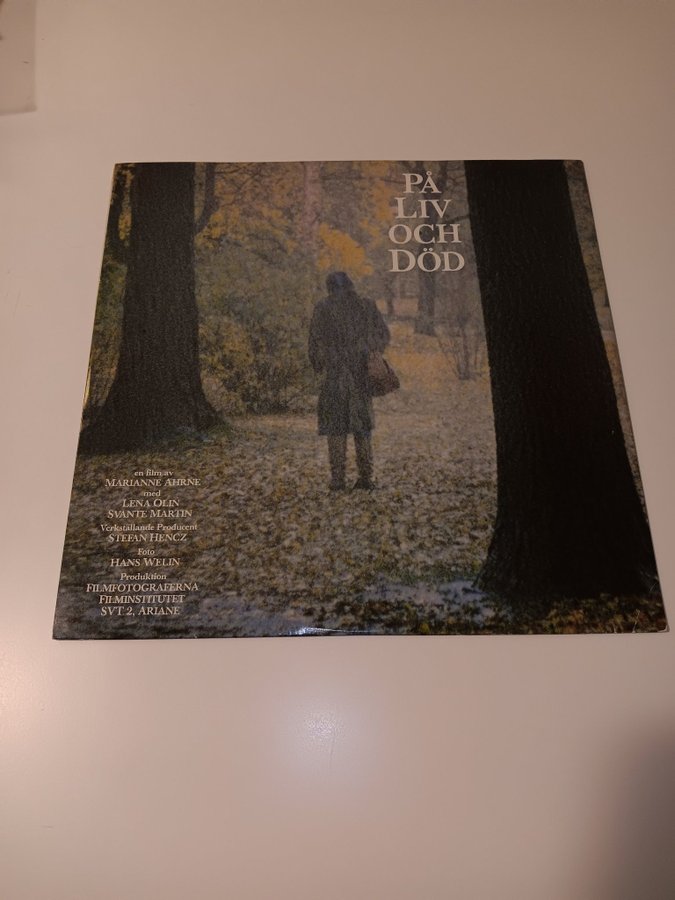 PÅ
LIV
OCH
DÖD
en film av
MARIANNE AHRNE
med
LENA OLIN
SVANTE MARTIN
Verkställande Producent
STEFAN HENCZ
Foto
HANS WELIN
Produktion
FILMFOTOGRAFERNA
FILMINSTITUTET
SVT 2, ARIANE